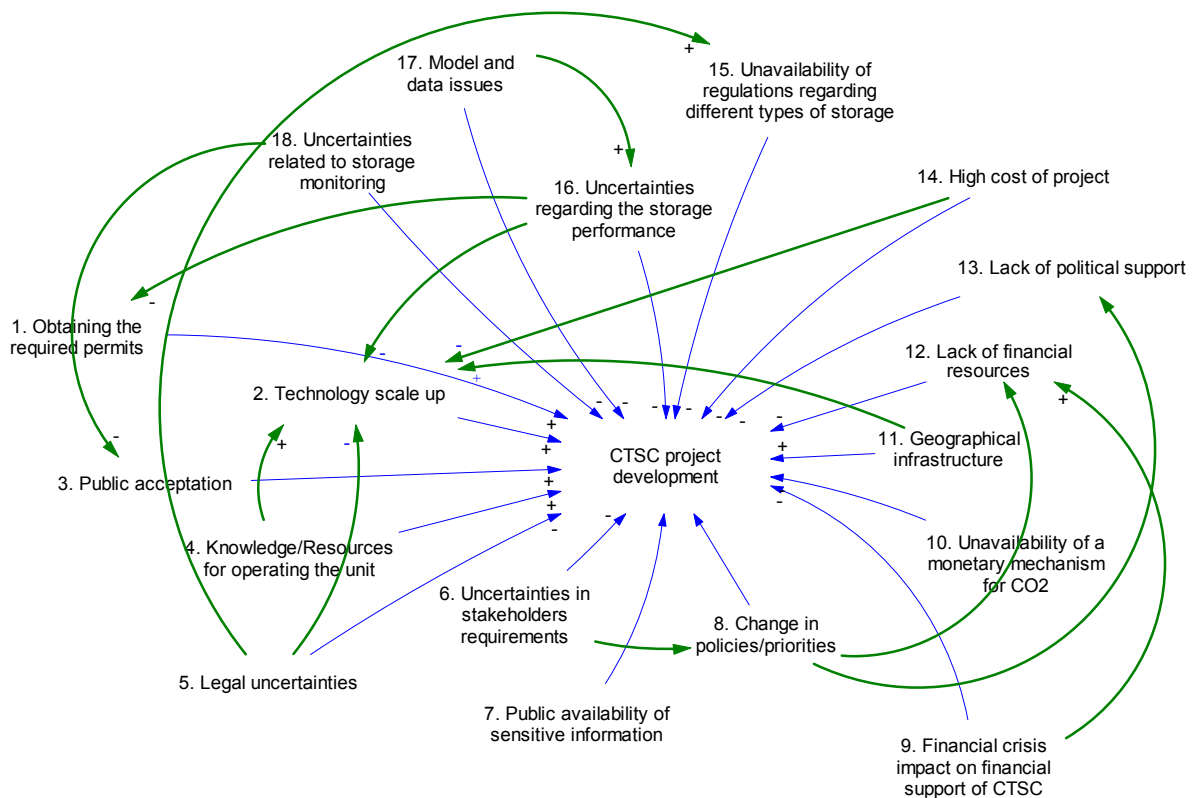 17. Model and
data issues
+
15. Unavailability of
regulations regarding
different types of storage
18. Uncertainties
related to storage
monitoring
+
16. Uncertainties
regarding the storage
performance
14. High cost of project
13. Lack of political support
-
1. Obtaining the
required permits
-
-
+
2. Technology scale up
12. Lack of financial
resources
+
-
-
-
-
-
-
-
+
+
CTSC project
development
+
11. Geographical
infrastructure
-
+
-
3. Public acceptation
+
+
-
-
-
4. Knowledge/Resources
for operating the unit
10. Unavailability of a
monetary mechanism
for CO2
6. Uncertainties in
stakeholders
requirements
8. Change in
policies/priorities
5. Legal uncertainties
7. Public availability of
sensitive information
9. Financial crisis
impact on financial
support of CTSC